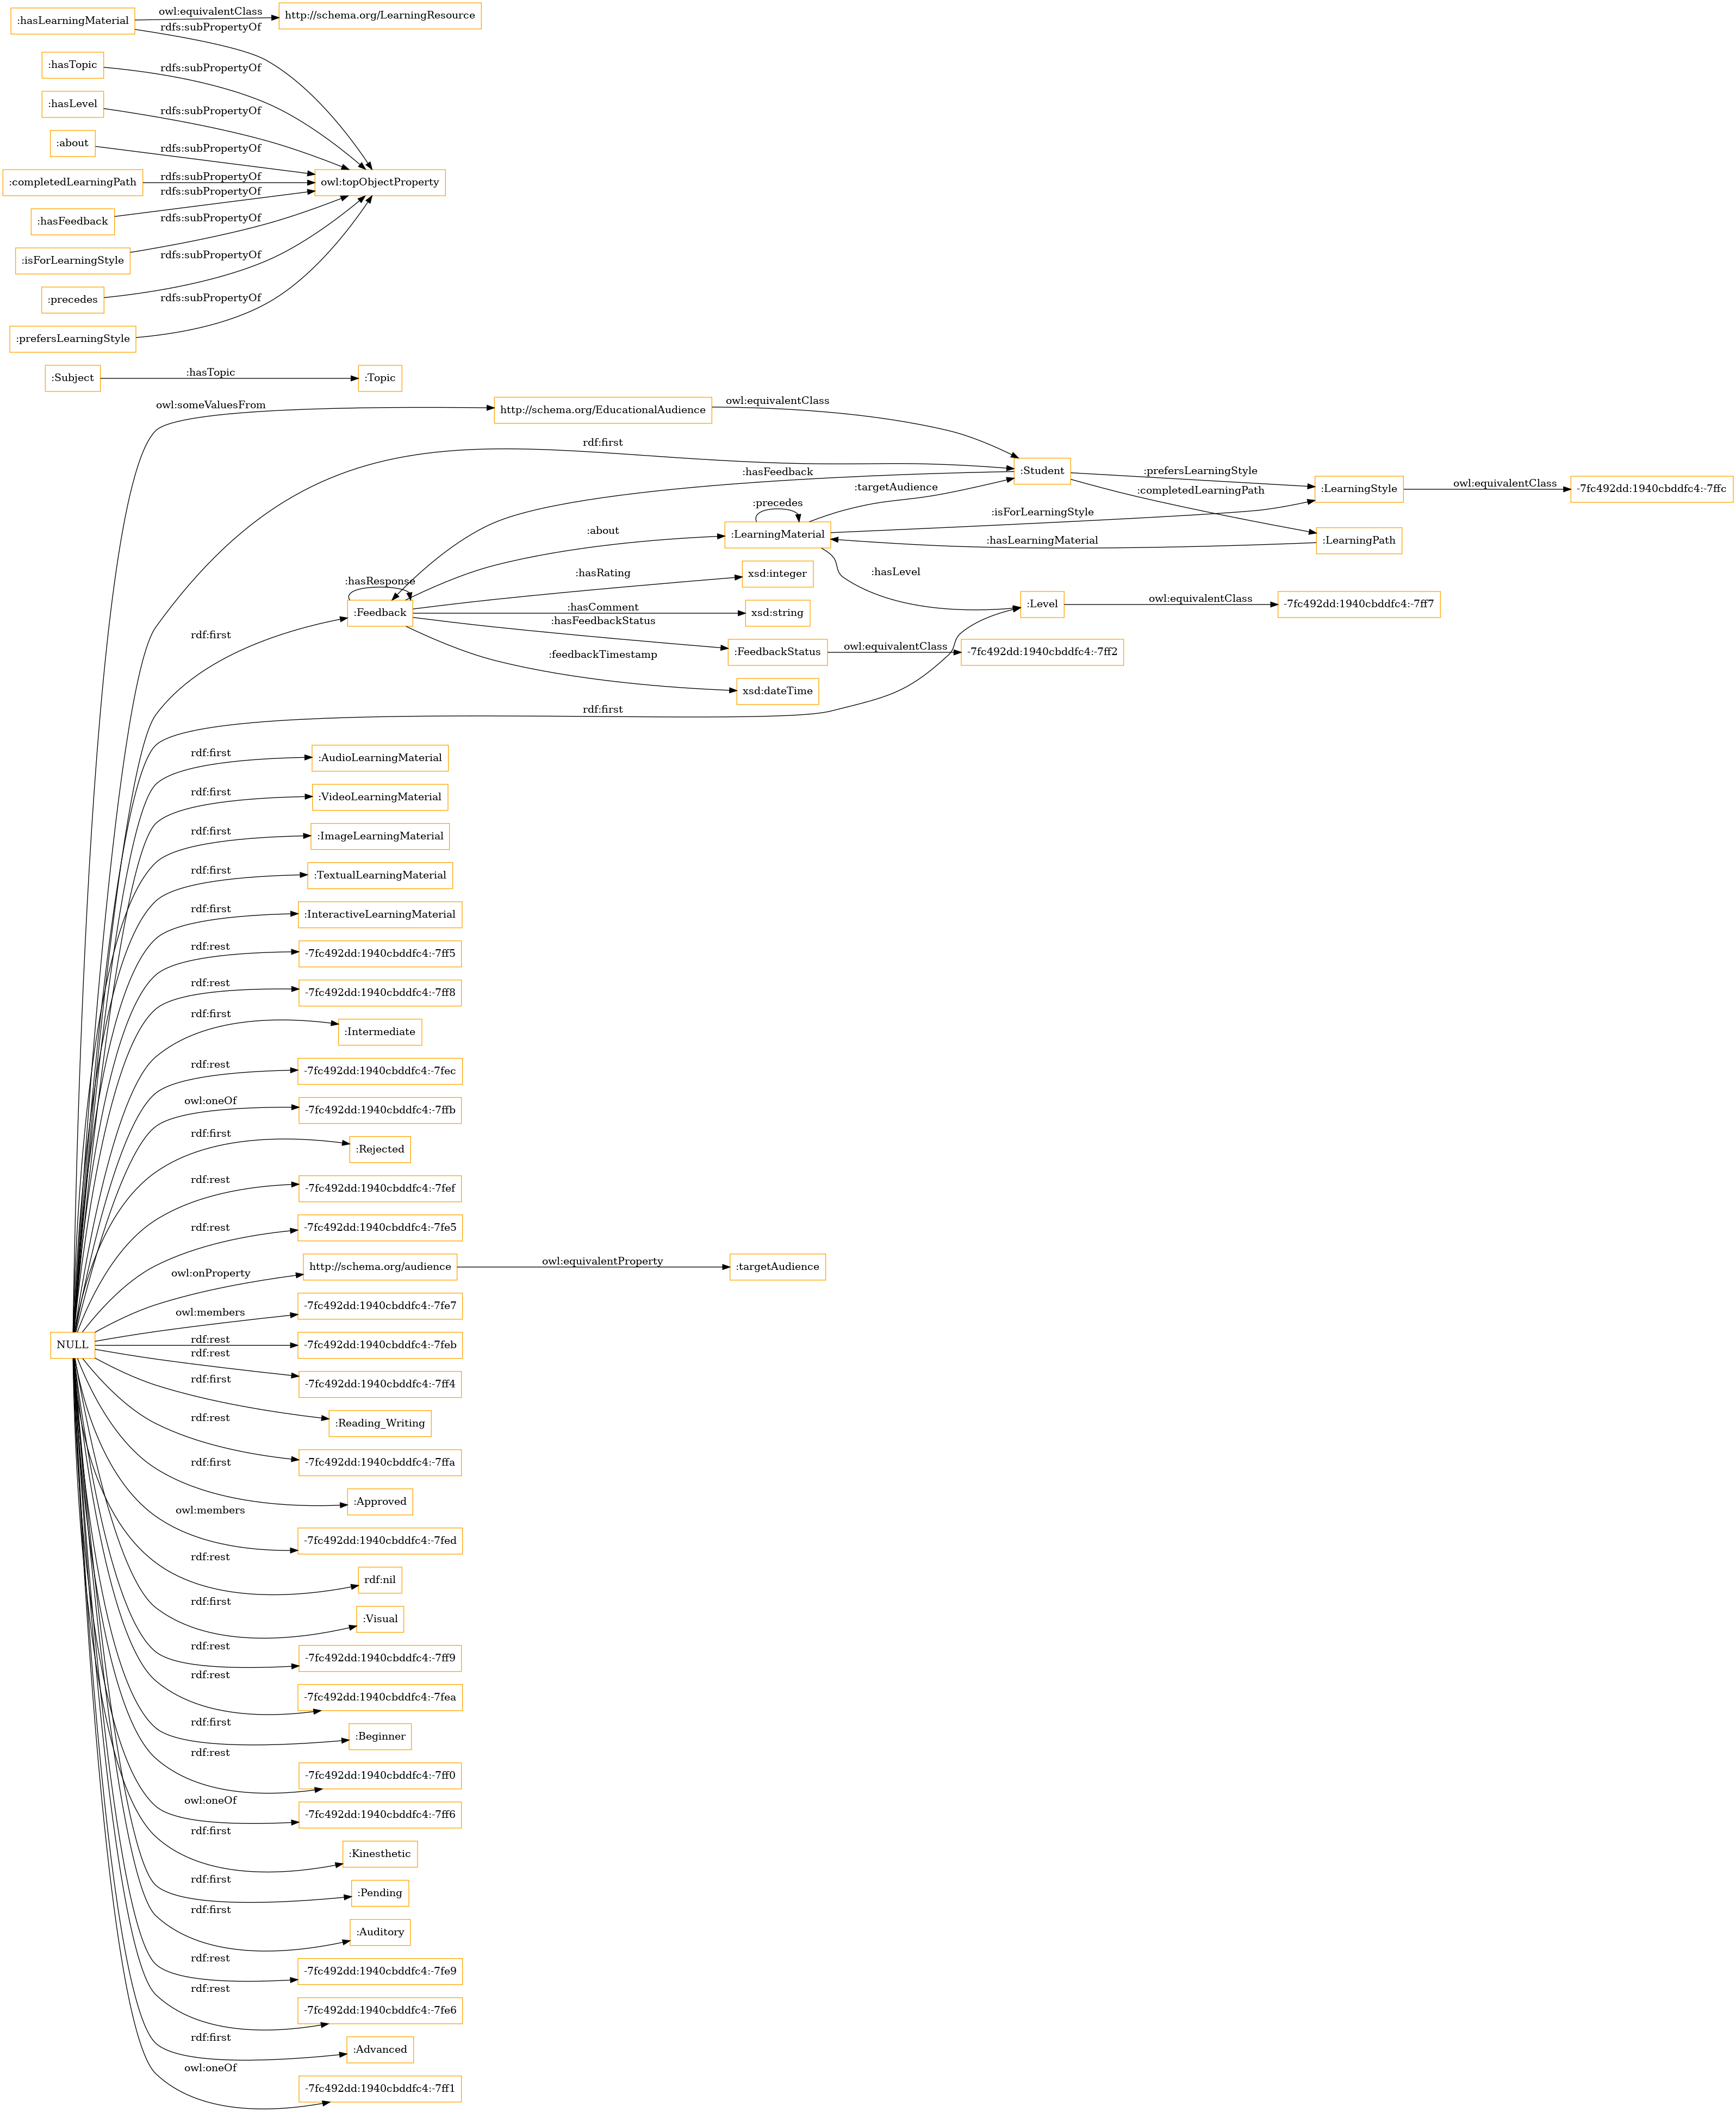 :hasLearningMaterial
owl:equivalentClass
http://schema.org/LearningResource
rdfs:subPropertyOf
:hasTopic
rdfs:subPropertyOf
:hasLevel
rdfs:subPropertyOf
:about
rdfs:subPropertyOf
:completedLearningPath
rdfs:subPropertyOf
owl:topObjectProperty
:hasFeedback
rdfs:subPropertyOf
:isForLearningStyle
rdfs:subPropertyOf
:precedes
rdfs:subPropertyOf
:prefersLearningStyle
rdfs:subPropertyOf
:Subject
:hasTopic
:Topic
owl:someValuesFrom
http://schema.org/EducationalAudience
owl:equivalentClass
rdf:first
:hasFeedback
:Student
:prefersLearningStyle
:LearningStyle
owl:equivalentClass
-7fc492dd:1940cbddfc4:-7ffc
:targetAudience
:completedLearningPath
:precedes
:isForLearningStyle
:about
:LearningMaterial
:hasLearningMaterial
:LearningPath
:hasResponse
:hasRating
xsd:integer
:hasLevel
:Feedback
:hasComment
xsd:string
:Level
owl:equivalentClass
-7fc492dd:1940cbddfc4:-7ff7
rdf:first
:hasFeedbackStatus
:FeedbackStatus
owl:equivalentClass
-7fc492dd:1940cbddfc4:-7ff2
:feedbackTimestamp
xsd:dateTime
rdf:first
rdf:first
:AudioLearningMaterial
rdf:first
:VideoLearningMaterial
rdf:first
:ImageLearningMaterial
rdf:first
:TextualLearningMaterial
rdf:first
:InteractiveLearningMaterial
rdf:rest
-7fc492dd:1940cbddfc4:-7ff5
rdf:rest
-7fc492dd:1940cbddfc4:-7ff8
rdf:first
:Intermediate
rdf:rest
-7fc492dd:1940cbddfc4:-7fec
owl:oneOf
-7fc492dd:1940cbddfc4:-7ffb
rdf:first
:Rejected
rdf:rest
-7fc492dd:1940cbddfc4:-7fef
rdf:rest
-7fc492dd:1940cbddfc4:-7fe5
owl:onProperty
http://schema.org/audience
owl:equivalentProperty
:targetAudience
owl:members
-7fc492dd:1940cbddfc4:-7fe7
NULL
rdf:rest
-7fc492dd:1940cbddfc4:-7feb
rdf:rest
-7fc492dd:1940cbddfc4:-7ff4
rdf:first
:Reading_Writing
rdf:rest
-7fc492dd:1940cbddfc4:-7ffa
rdf:first
:Approved
owl:members
-7fc492dd:1940cbddfc4:-7fed
rdf:rest
rdf:nil
rdf:first
:Visual
rdf:rest
-7fc492dd:1940cbddfc4:-7ff9
rdf:rest
-7fc492dd:1940cbddfc4:-7fea
rdf:first
:Beginner
rdf:rest
-7fc492dd:1940cbddfc4:-7ff0
owl:oneOf
-7fc492dd:1940cbddfc4:-7ff6
rdf:first
:Kinesthetic
rdf:first
:Pending
rdf:first
:Auditory
rdf:rest
-7fc492dd:1940cbddfc4:-7fe9
rdf:rest
-7fc492dd:1940cbddfc4:-7fe6
rdf:first
:Advanced
owl:oneOf
-7fc492dd:1940cbddfc4:-7ff1